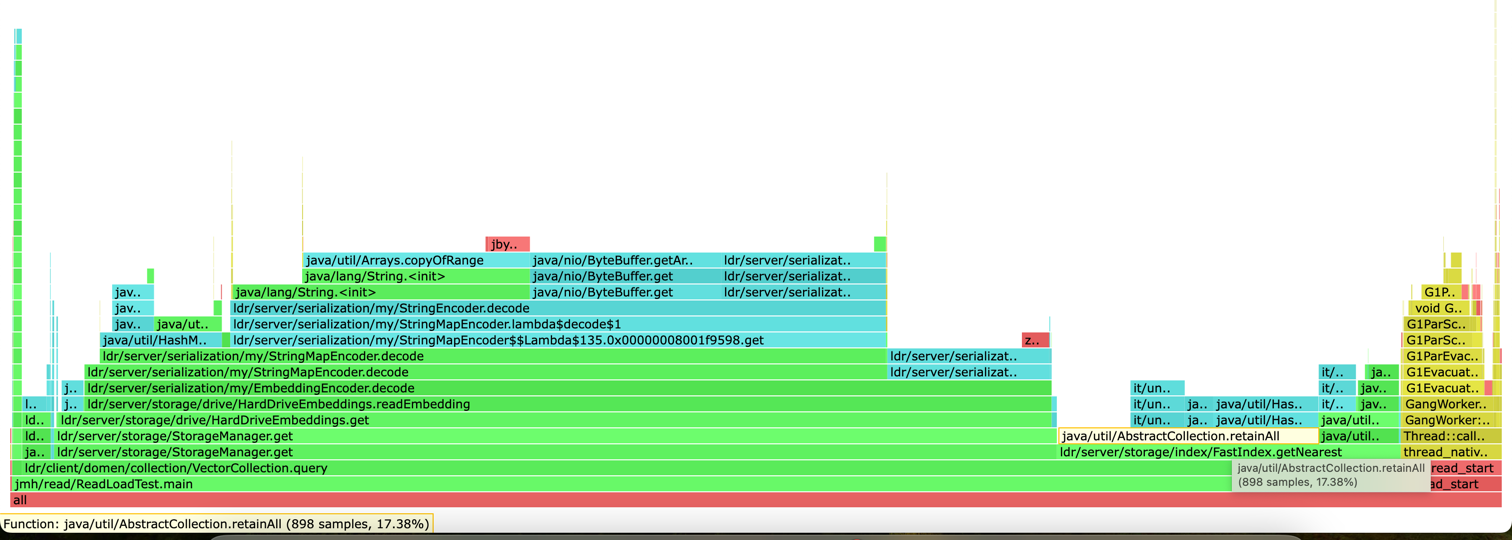 jby..
java/util/Arrays.copyOfRange java/nio/ByteBuffer.getAr.. ldr/server/serializat..
java/lang/String.<init> java/nio/ByteBuffer.get ldr/server/serializat..
jav.. java/lang/String.<init> java/nio/ByteBuffer.get ldr/server/serializat.. G1P..
jav.. ldr/server/serialization/my/StringEncoder.decode void G..
jav.. java/ut.. ldr/server/serialization/my/StringMapEncoder.lambda$decode$1 G1ParSc..
java/util/HashM.. ldr/server/serialization/my/StringMapEncoder$$Lambda$135.0x00000008001f9598.get z.. G1ParSc..
ldr/server/serialization/my/StringMapEncoder.decode ldr/server/serializat.. G1ParEvac..
ldr/server/serialization/my/StringMapEncoder.decode ldr/server/serializat.. it/.. ja.. G1Evacuat..
j.. ldr/server/serialization/my/EmbeddingEncoder.decode it/un.. it/.. jav.. G1Evacuat..
l.. j.. ldr/server/storage/drive/HardDriveEmbeddings.readEmbedding it/un.. ja.. java/util/Has.. it/.. jav.. GangWorker..
ld.. ldr/server/storage/drive/HardDriveEmbeddings.get it/un.. ja.. java/util/Has.. java/util.. GangWorker:..
ld.. ldr/server/storage/StorageManager.get java/util/AbstractCollection.retainAll java/util.. Thread::call..
ja.. ldr/server/storage/StorageManager.get ldr/server/storage/index/FastIndex.getNearest thread_nativ..
ldr/client/domen/collection/VectorCollection.query java/util/AbstractCollection.retainAll read_start
jmh/read/ReadLoadTest.main (898 samples, 17.38%) ad_start
all
Function: java/util/AbstractCollection.retainAll (898 samples, 17.38%)